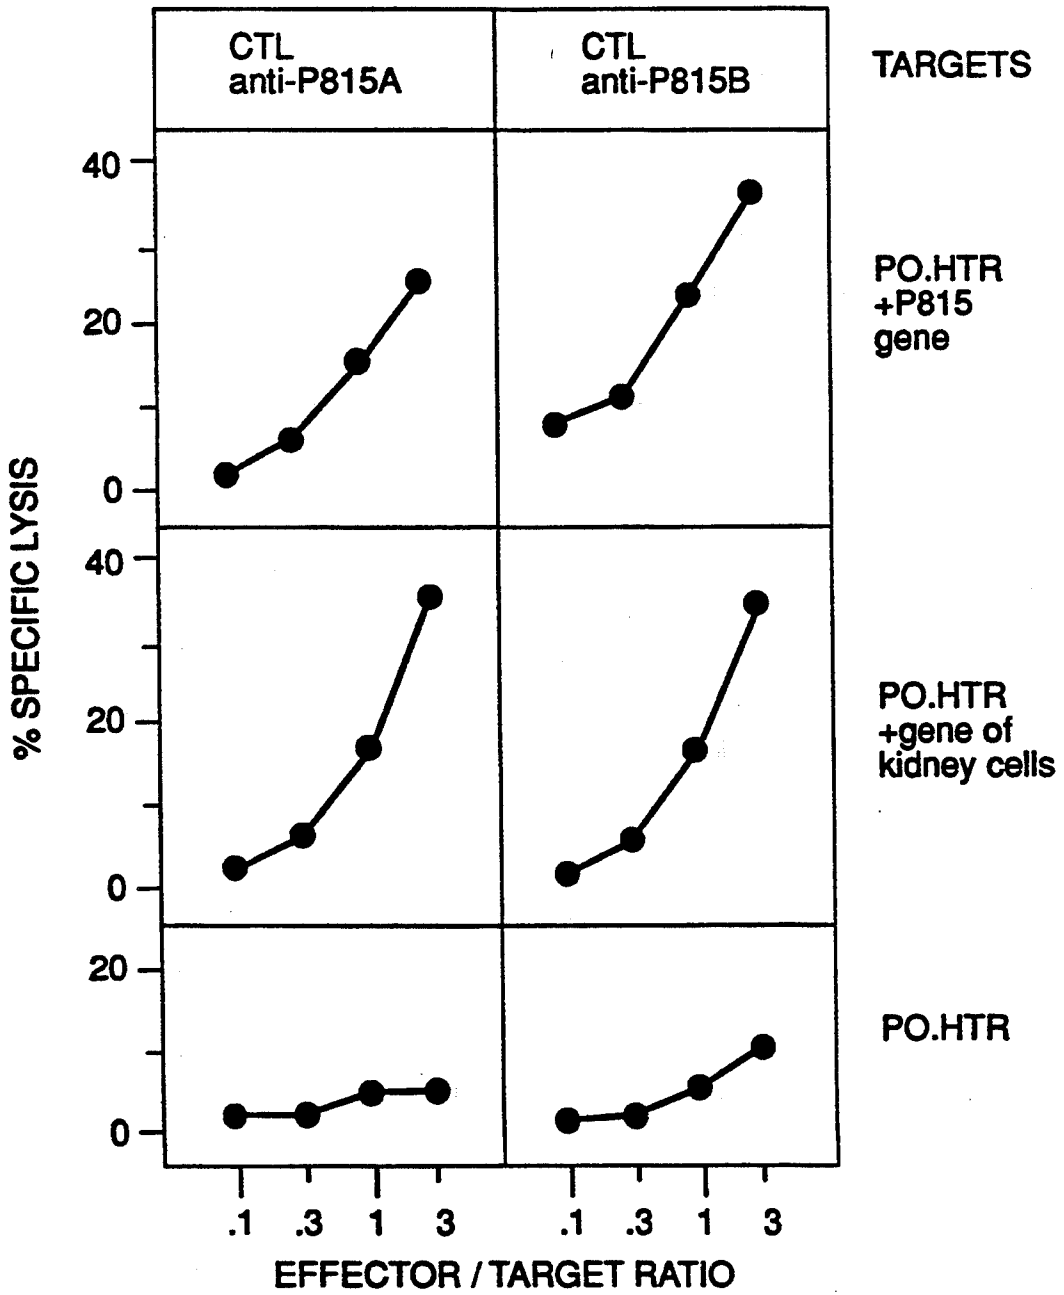 CTL
anti-P815A
CTL
anti-P815B
TARGETS
40
20
0
PO.HTR
+P815
gene
% SPECIFIC LYSIS
40
20
0
PO.HTR
+gene of
kidney cells
20
0
PO.HTR
.1 .3 1 3 .1 .3 1 3
EFFECTOR / TARGET RATIO